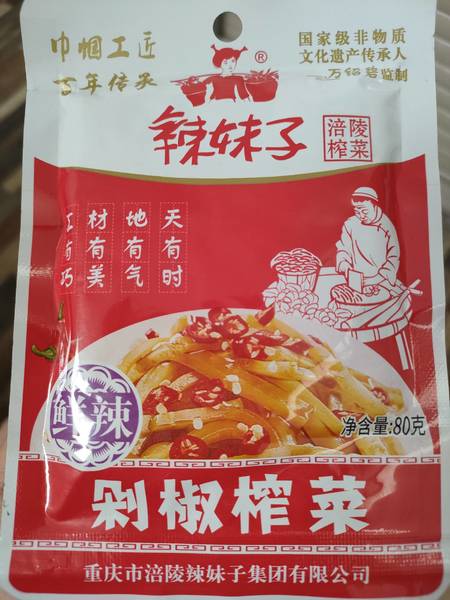 巾帼工匠
百年传承
®
国家级非物质
文化遗产传承人
万绍碧监制
辣妹子
涪陵
榨菜
天有时
地有气
材有美
工有巧
鲜辣
净含量:80克
剁椒榨菜
重庆市涪陵辣妹子集团有限公司